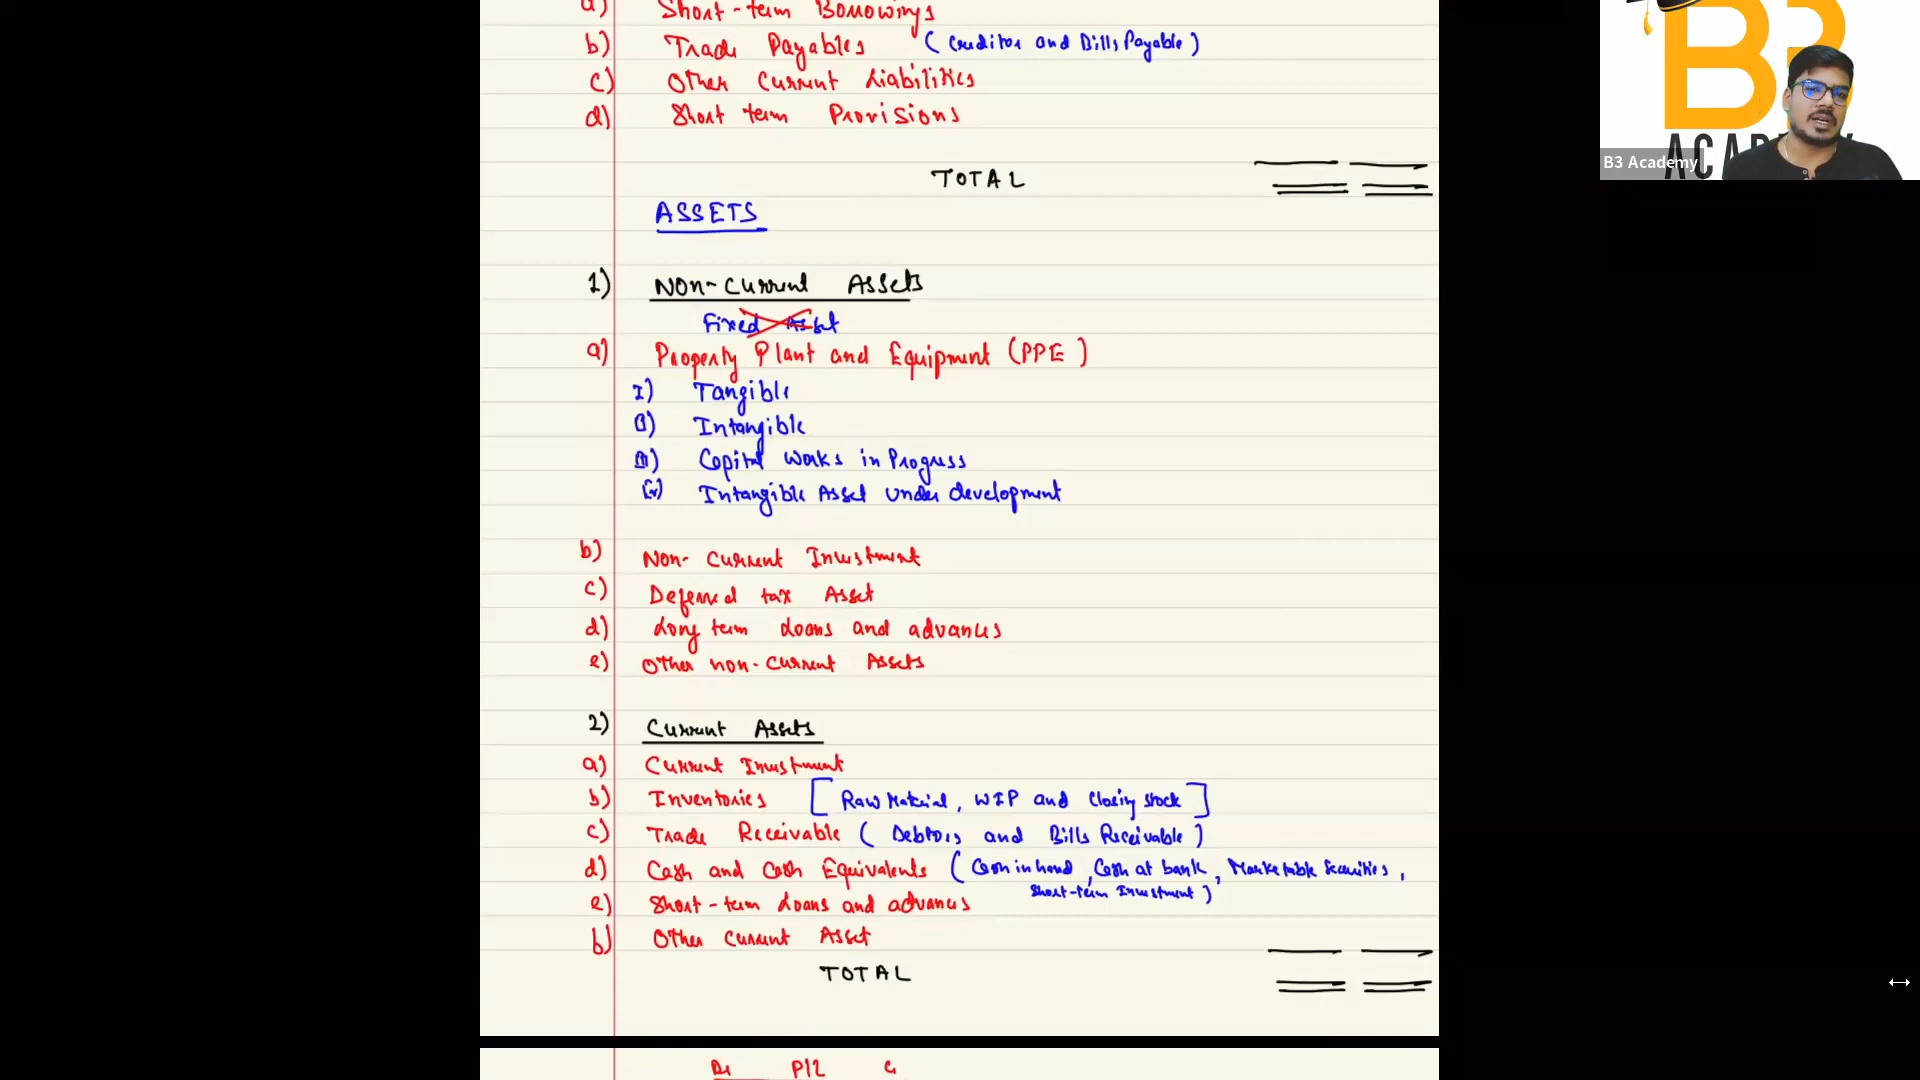 a) Short-term Borrowings
b) Trade Payables (Creditor and Bills Payable)
c) Other Current Liabilities
d) Short term Provisions
TOTAL
ASSETS
1) Non-Current Assets
Fixed Asset
a) Property Plant and Equipment (PPE)
I) Tangible
II) Intangible
III) Capital Works in Progress
IV) Intangible Asset Under development
b) Non-Current Investment
c) Deferred tax Asset
d) Long term Loans and advances
e) Other non-current Assets
2) Current Assets
a) Current Investment
b) Inventories [Raw Material, WIP and Closing stock]
c) Trade Receivable (Debtors and Bills Receivable)
d) Cash and Cash Equivalents (Cash in hand, Cash at bank, Marketable Securities,
Short-term Investment)
e) Short-term Loans and advances
b) Other Current Asset
TOTAL
Dr P/L
B3
ACADEMY
B3 Academy